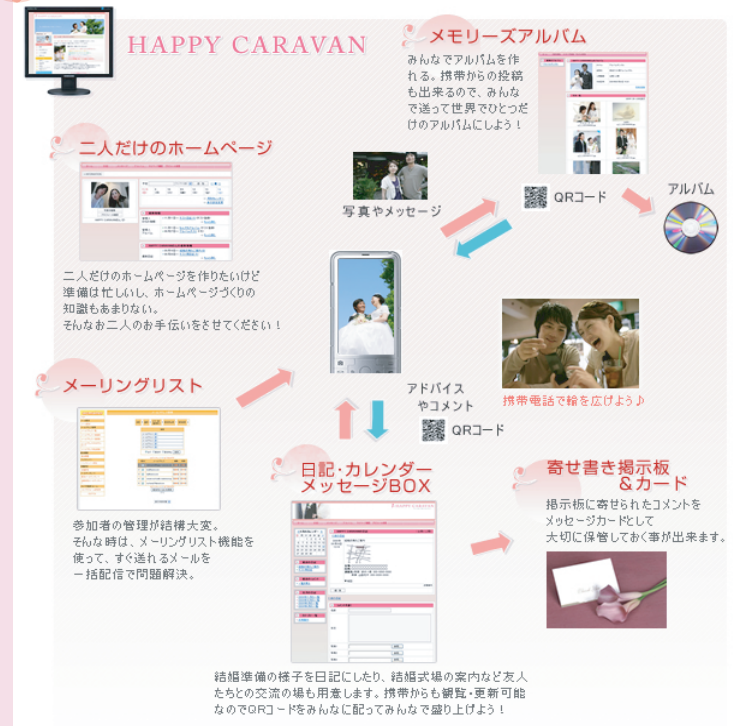 HAPPY CARAVAN
メモリーズアルバム
みんなでアルバムを作
れる。携帯からの投稿
も出来るので、みんな
で送って世界でひとつだ
けのアルバムにしよう!
二人だけのホームページ
写真やメッセージ
QRコード
アルバム
二人だけのホームページを作りたいけど
準備は忙しいし、ホームページづくりの
知識もあまりない。
そんなお二人のお手伝いをさせてください!
メーリングリスト
アドバイス
やコメント
QRコード
携帯電話で輪を広げよう♪
参加者の管理が結構大変。
そんな時は、メーリングリスト機能を
使って、すぐ送れるメールを
一括配信で問題解決。
日記・カレンダー
メッセージBOX
HAPPY CARAVAN
寄せ書き掲示板
&カード
掲示板に寄せられたコメントを
メッセージカードとして
大切に保管しておく事が出来ます。
結婚準備の様子を日記にしたり、結婚式場の案内など友人
たちとの交流の場も用意します。携帯からも観覧・更新可能
なのでQRコードをみんなに配ってみんなで盛り上げよう!